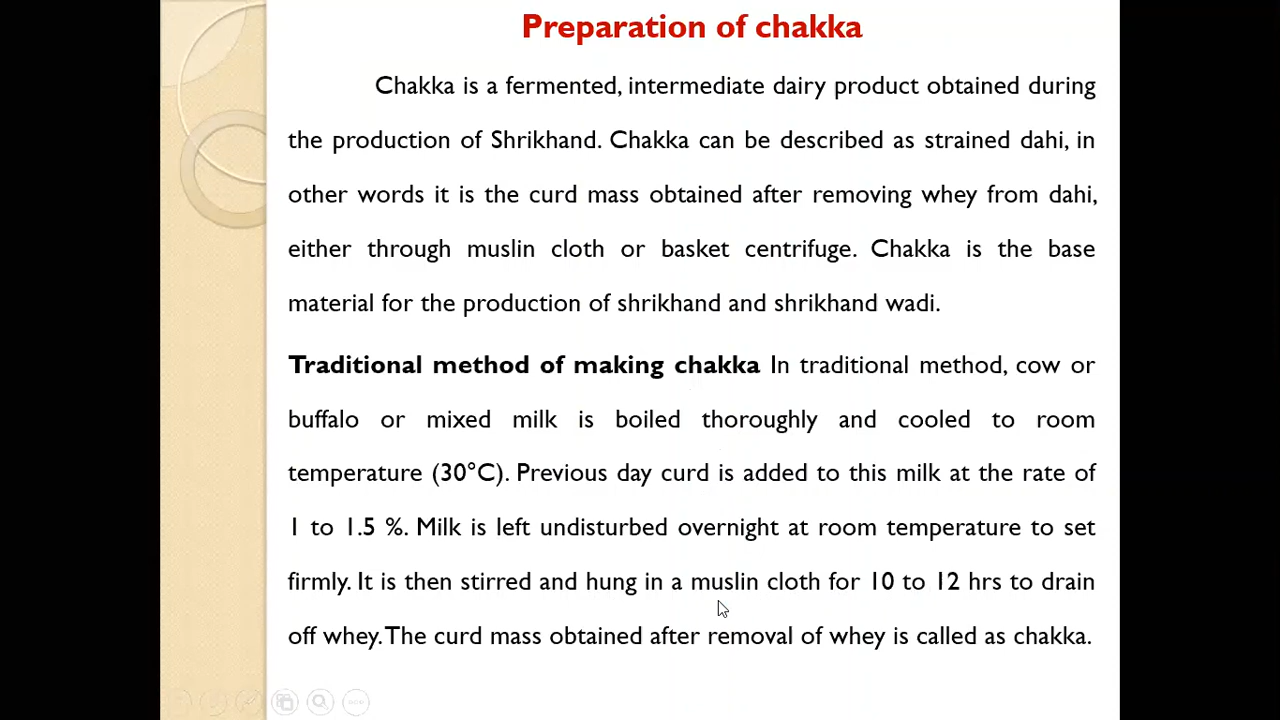 Preparation of chakka
Chakka is a fermented, intermediate dairy product obtained during
the production of Shrikhand. Chakka can be described as strained dahi, in
other words it is the curd mass obtained after removing whey from dahi,
either through muslin cloth or basket centrifuge. Chakka is the base
material for the production of shrikhand and shrikhand wadi.
Traditional method of making chakka In traditional method, cow or
buffalo or mixed milk is boiled thoroughly and cooled to room
temperature (30°C). Previous day curd is added to this milk at the rate of
1 to 1.5 %. Milk is left undisturbed overnight at room temperature to set
firmly. It is then stirred and hung in a muslin cloth for 10 to 12 hrs to drain
off whey. The curd mass obtained after removal of whey is called as chakka.